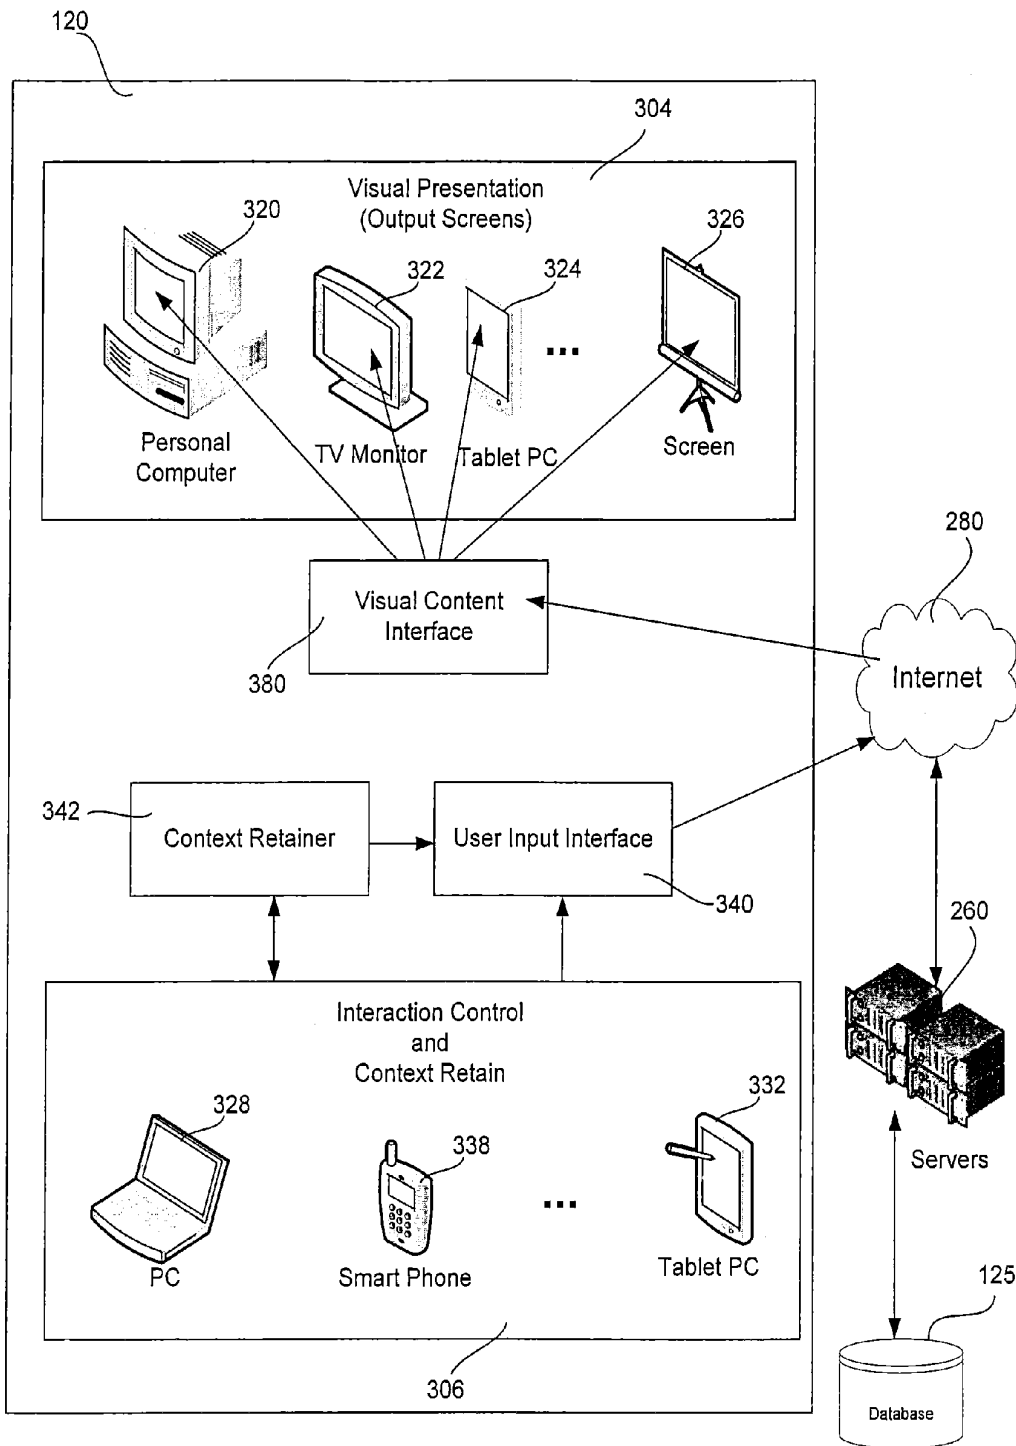 120
304
Visual Presentation
(Output Screens)
320
322
324
326
Personal
Computer
TV Monitor
Tablet PC
Screen
280
Visual Content
Interface
380
Internet
342
Context Retainer
User Input Interface
340
260
Interaction Control
and
Context Retain
328
338
332
Servers
PC
Smart Phone
Tablet PC
125
306
Database